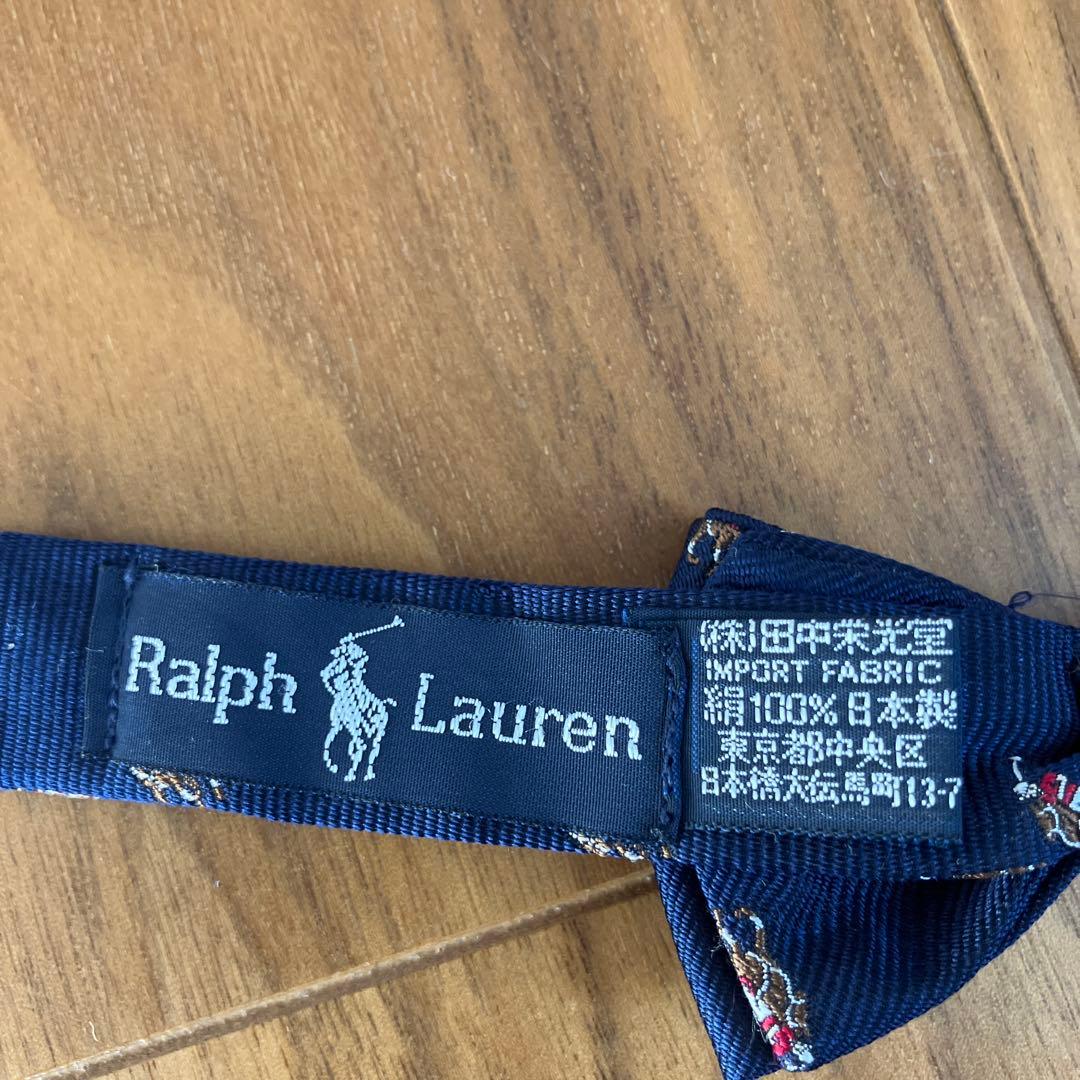 Ralph Lauren
(株)田中栄光堂
IMPORT FABRIC
絹100% 日本製
東京都中央区
日本橋大伝馬町13-7